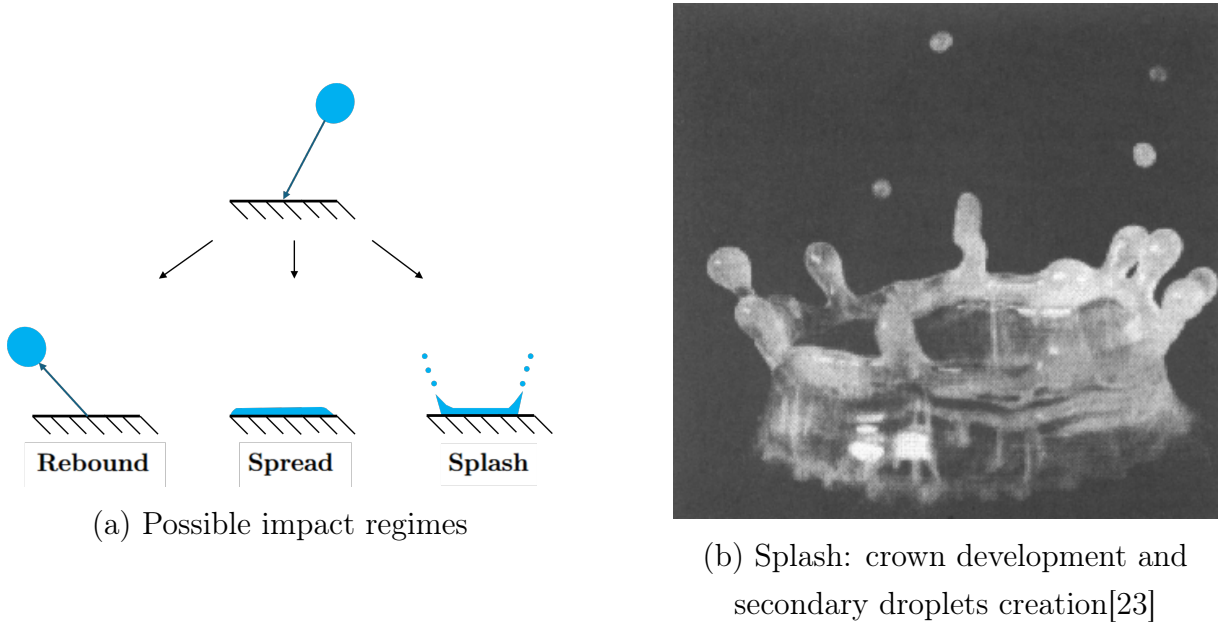 Rebound
Spread
Splash
(a) Possible impact regimes
(b) Splash: crown development and
secondary droplets creation[23]